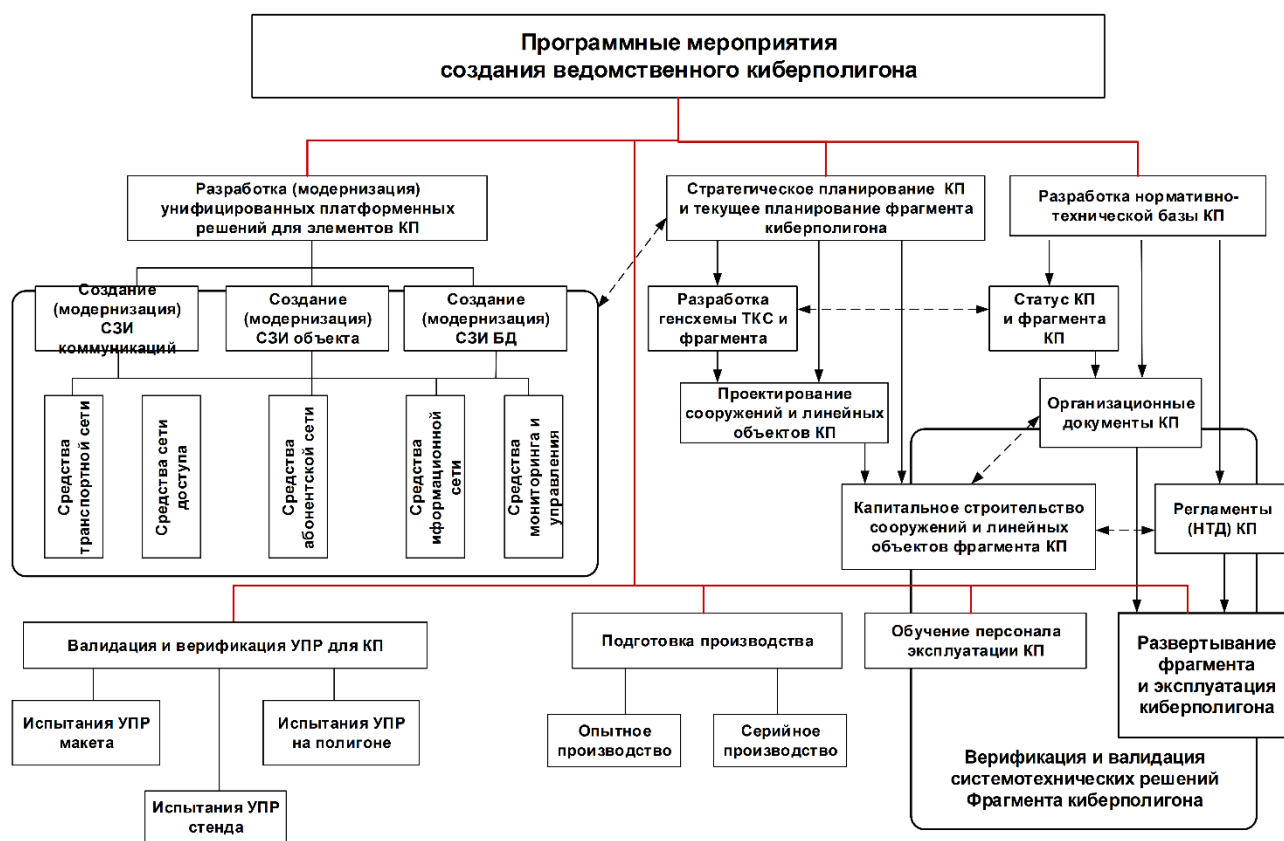 Программные мероприятия
создания ведомственного киберполигона
Разработка (модернизация)
унифицированных платформенных
решений для элементов КП
Стратегическое планирование КП
и текущее планирование фрагмента
киберполигона
Разработка нормативно-
технической базы КП
Создание
(модернизация)
СЗИ
коммуникаций
Создание
(модернизация)
СЗИ объекта
Создание
(модернизация)
СЗИ БД
Разработка
генсхемы ТКС и
фрагмента
Статус КП
и фрагмента
КП
Средства
транспортной сети
Средства сети
доступа
Средства
абонентской сети
Средства
иформационной
сети
Средства
мониторинга и
управления
Проектирование
сооружений и линейных
объектов КП
Организационные
документы КП
Капитальное строительство
сооружений и линейных
объектов фрагмента КП
Регламенты
(НТД) КП
Валидация и верификация УПР для КП
Подготовка производства
Обучение персонала
эксплуатации КП
Развертывание
фрагмента
и эксплуатация
киберполигона
Испытания УПР
макета
Испытания УПР
на полигоне
Испытания УПР
стенда
Опытное
производство
Серийное
производство
Верификация и валидация
системотехнических решений
Фрагмента киберполигона